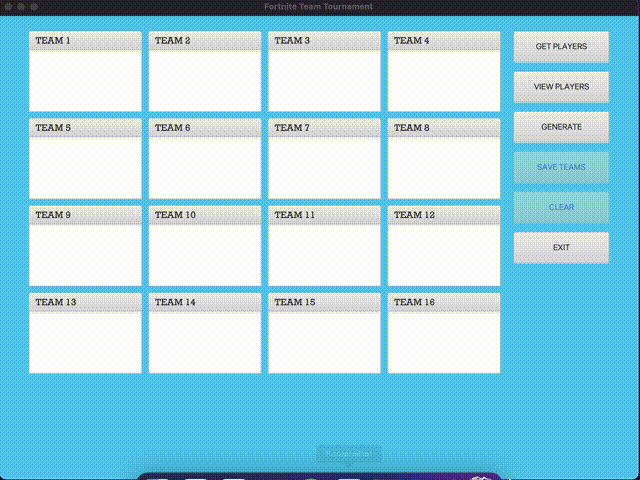 Fortnite Team Tournament
TEAM 1
TEAM 2
TEAM 3
TEAM 4
GET PLAYERS
VIEW PLAYERS
TEAM 5
TEAM 6
TEAM 7
TEAM 8
GENERATE
SAVE TEAMS
TEAM 9
TEAM 10
TEAM 11
TEAM 12
CLEAR
EXIT
TEAM 13
TEAM 14
TEAM 15
TEAM 16